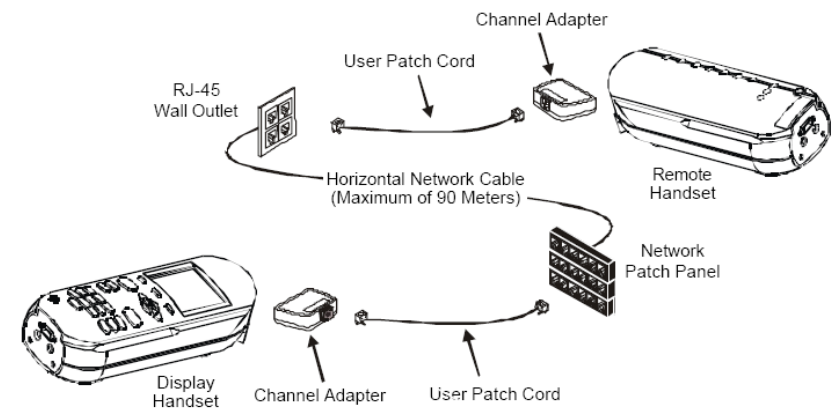 Channel Adapter
User Patch Cord
RJ-45
Wall Outlet
Remote
Handset
Horizontal Network Cable
(Maximum of 90 Meters)
Network
Patch Panel
Display
Handset
Channel Adapter
User Patch Cord